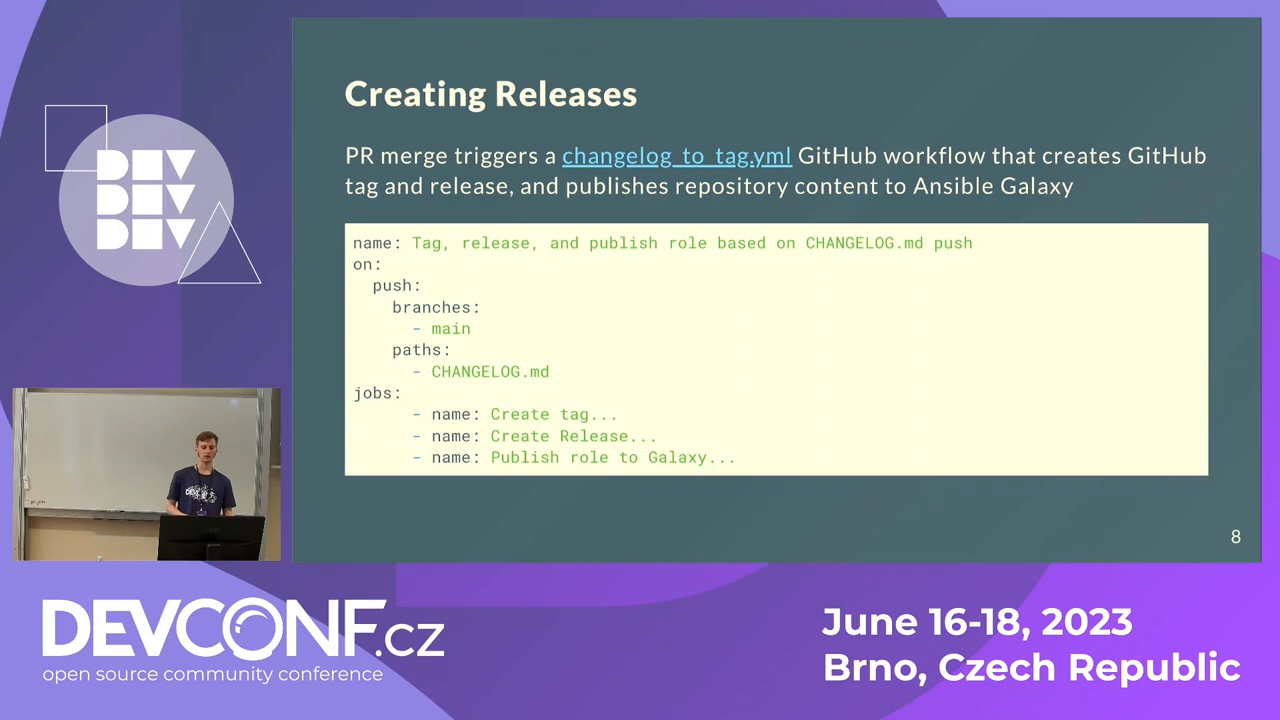 Creating Releases
PR merge triggers a changelog_to_tag.yml GitHub workflow that creates GitHub
tag and release, and publishes repository content to Ansible Galaxy
name: Tag, release, and publish role based on CHANGELOG.md push
on:
push:
branches:
- main
paths:
- CHANGELOG.md
jobs:
- name: Create tag...
- name: Create Release...
- name: Publish role to Galaxy...
8
DEV
DEV
DEV
DEVCONF.cz
open source community conference
June 16-18, 2023
Brno, Czech Republic